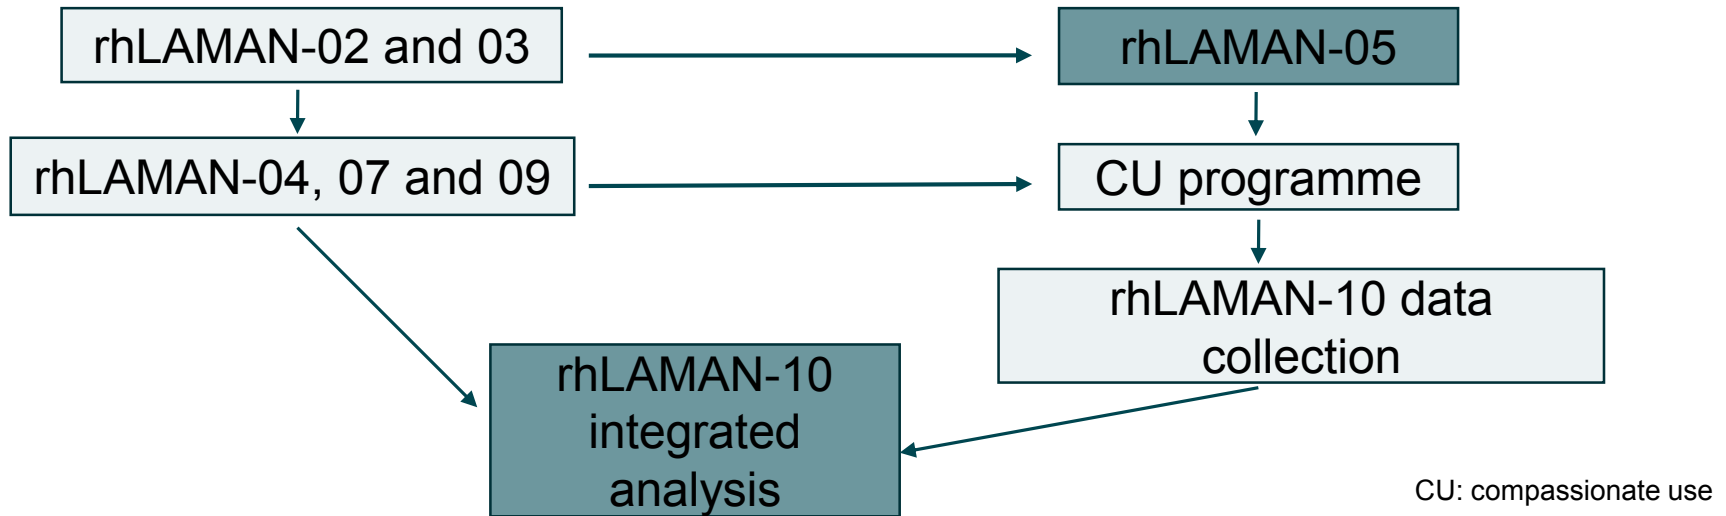 rhLAMAN-02 and 03
rhLAMAN-05
rhLAMAN-04, 07 and 09
CU programme
rhLAMAN-10 data
collection
rhLAMAN-10
integrated
analysis
CU: compassionate use